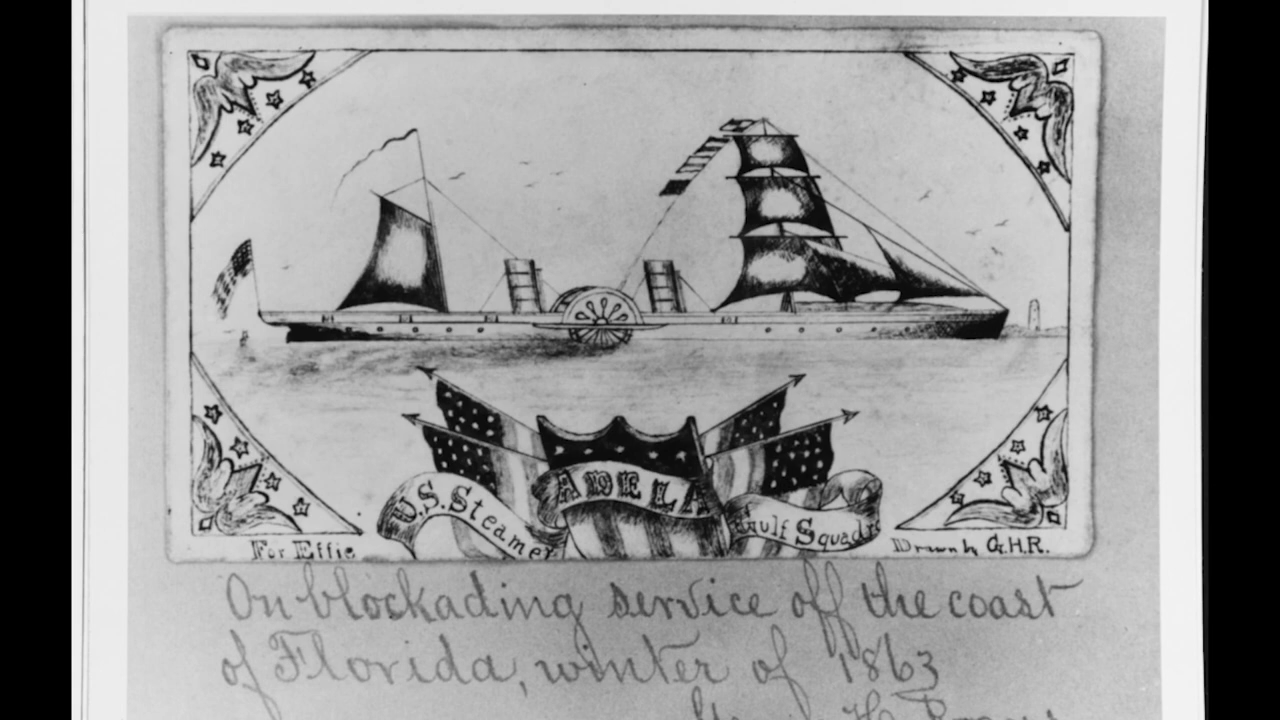 U.S. Steamer ADELA Gulf Squadr
For Effie Drawn by G.H.R.
On blockading service off the coast
of Florida, winter of 1863
H.